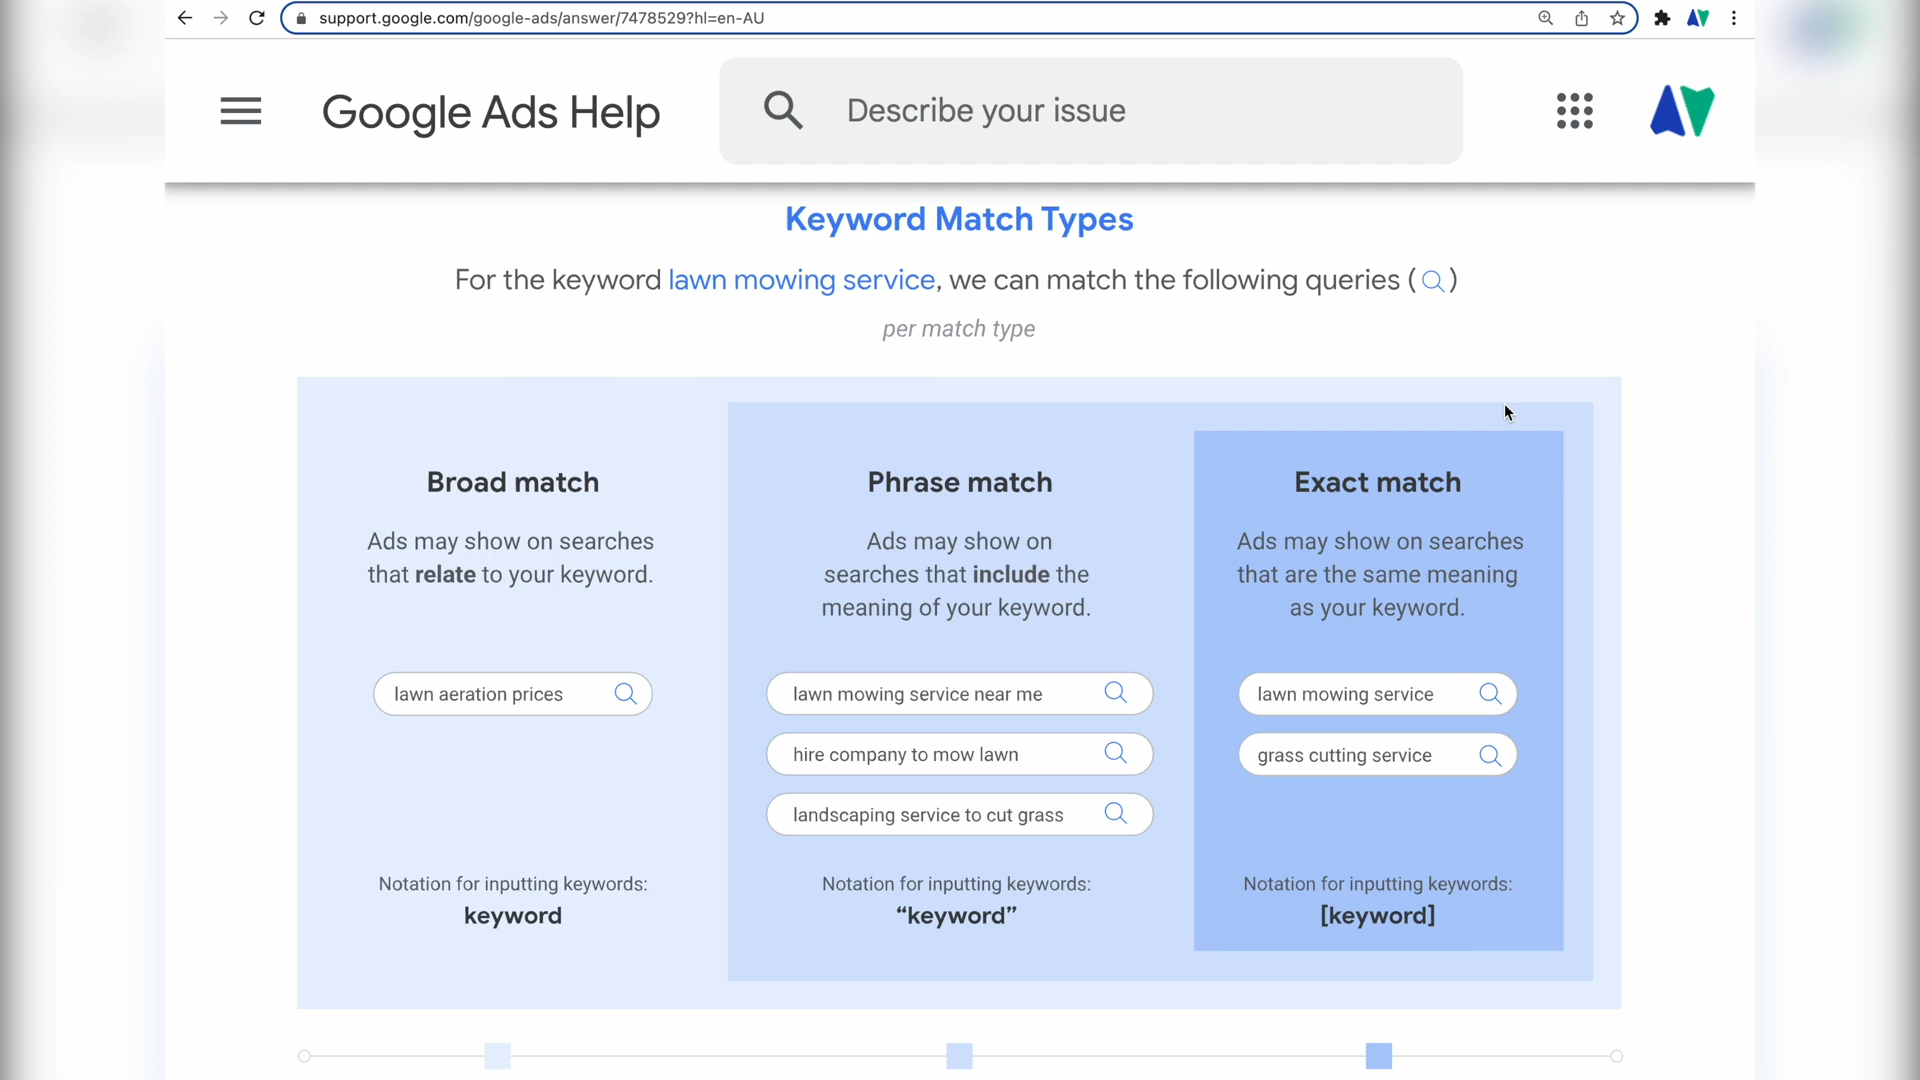 support.google.com/google-ads/answer/7478529?hl=en-AU
Google Ads Help
Describe your issue
Keyword Match Types
For the keyword lawn mowing service, we can match the following queries ( )
per match type
Broad match
Ads may show on searches
that relate to your keyword.
lawn aeration prices
Notation for inputting keywords:
keyword
Phrase match
Ads may show on
searches that include the
meaning of your keyword.
lawn mowing service near me
hire company to mow lawn
landscaping service to cut grass
Notation for inputting keywords:
“keyword”
Exact match
Ads may show on searches
that are the same meaning
as your keyword.
lawn mowing service
grass cutting service
Notation for inputting keywords:
[keyword]